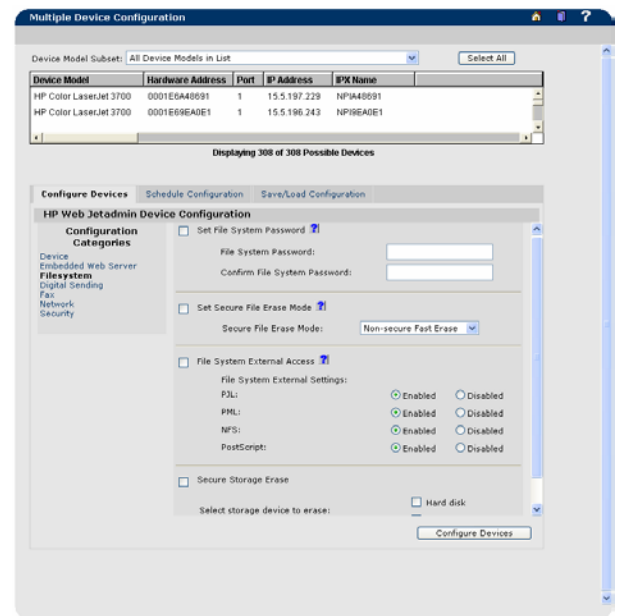 Multiple Device Configuration ?
Device Model Subset: All Device Models in List Select All
Device Model Hardware Address Port IP Address IPX Name
HP Color LaserJet 3700 0001E6A48691 1 15.5.197.229 NPIA48691
HP Color LaserJet 3700 0001E69EA0E1 1 15.5.196.243 NPI9EA0E1
Displaying 308 of 308 Possible Devices
Configure Devices Schedule Configuration Save/Load Configuration
HP Web Jetadmin Device Configuration
Configuration
Categories
Device
Embedded Web Server
Filesystem
Digital Sending
Fax
Network
Security
Set File System Password ?
File System Password:
Confirm File System Password:
Set Secure File Erase Mode ?
Secure File Erase Mode: Non-secure Fast Erase
File System External Access ?
File System External Settings:
PJL: Enabled Disabled
PML: Enabled Disabled
NFS: Enabled Disabled
PostScript: Enabled Disabled
Secure Storage Erase
Hard disk
Select storage device to erase:
Configure Devices